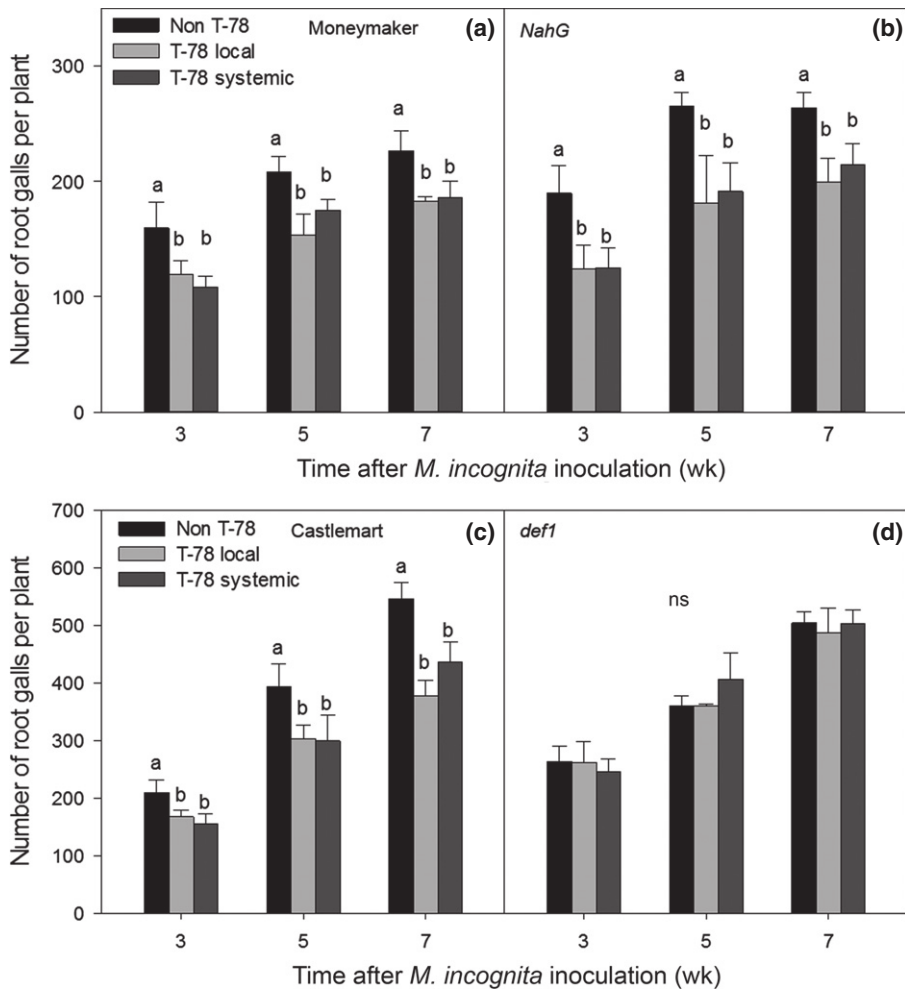 Number of root galls per plant
300
200
100
0
Non T-78
T-78 local
T-78 systemic
Moneymaker
(a)
a
b
b
a
b
b
a
b
b
3
5
7
NahG
(b)
a
b
b
a
b
b
a
b
b
3
5
7
Time after M. incognita inoculation (wk)
Number of root galls per plant
700
600
500
400
300
200
100
0
Non T-78
T-78 local
T-78 systemic
Castlemart
(c)
a
b
b
a
b
b
a
b
b
3
5
7
def1
(d)
ns
3
5
7
Time after M. incognita inoculation (wk)